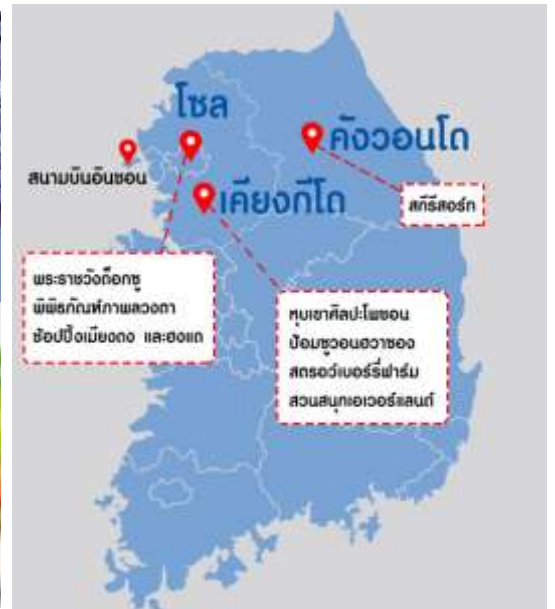 โซล
คังวอนโด
สนามบินอินชอน
เคียงกีโด
สกีรีสอร์ท
พระราชวังถ็อกซู
พิพิธภัณฑ์ภาพลวงตา
ช้อปปิ้งเมียงดง และฮงแด
หุบเขาศิลปะโพชอน
ป้อมซูวอนฮวาซอง
สตรอว์เบอร์รี่ฟาร์ม
สวนสนุกเอเวอร์แลนด์